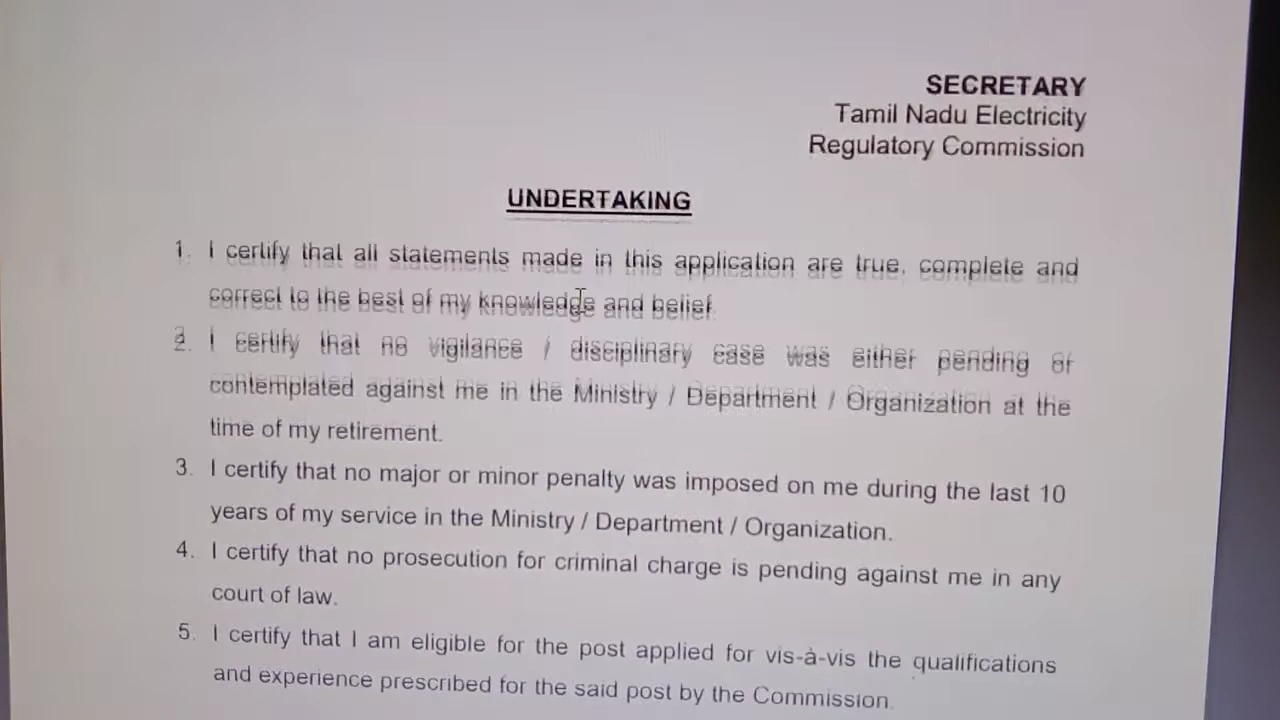 SECRETARY
Tamil Nadu Electricity
Regulatory Commission
UNDERTAKING
1. I certify that all statements made in this application are true, complete and
correct to the best of my knowledge and belief.
2. I certify that no vigilance / disciplinary case was either pending or
contemplated against me in the Ministry / Department / Organization at the
time of my retirement.
3. I certify that no major or minor penalty was imposed on me during the last 10
years of my service in the Ministry / Department / Organization.
4. I certify that no prosecution for criminal charge is pending against me in any
court of law.
5. I certify that I am eligible for the post applied for vis-à-vis the qualifications
and experience prescribed for the said post by the Commission.